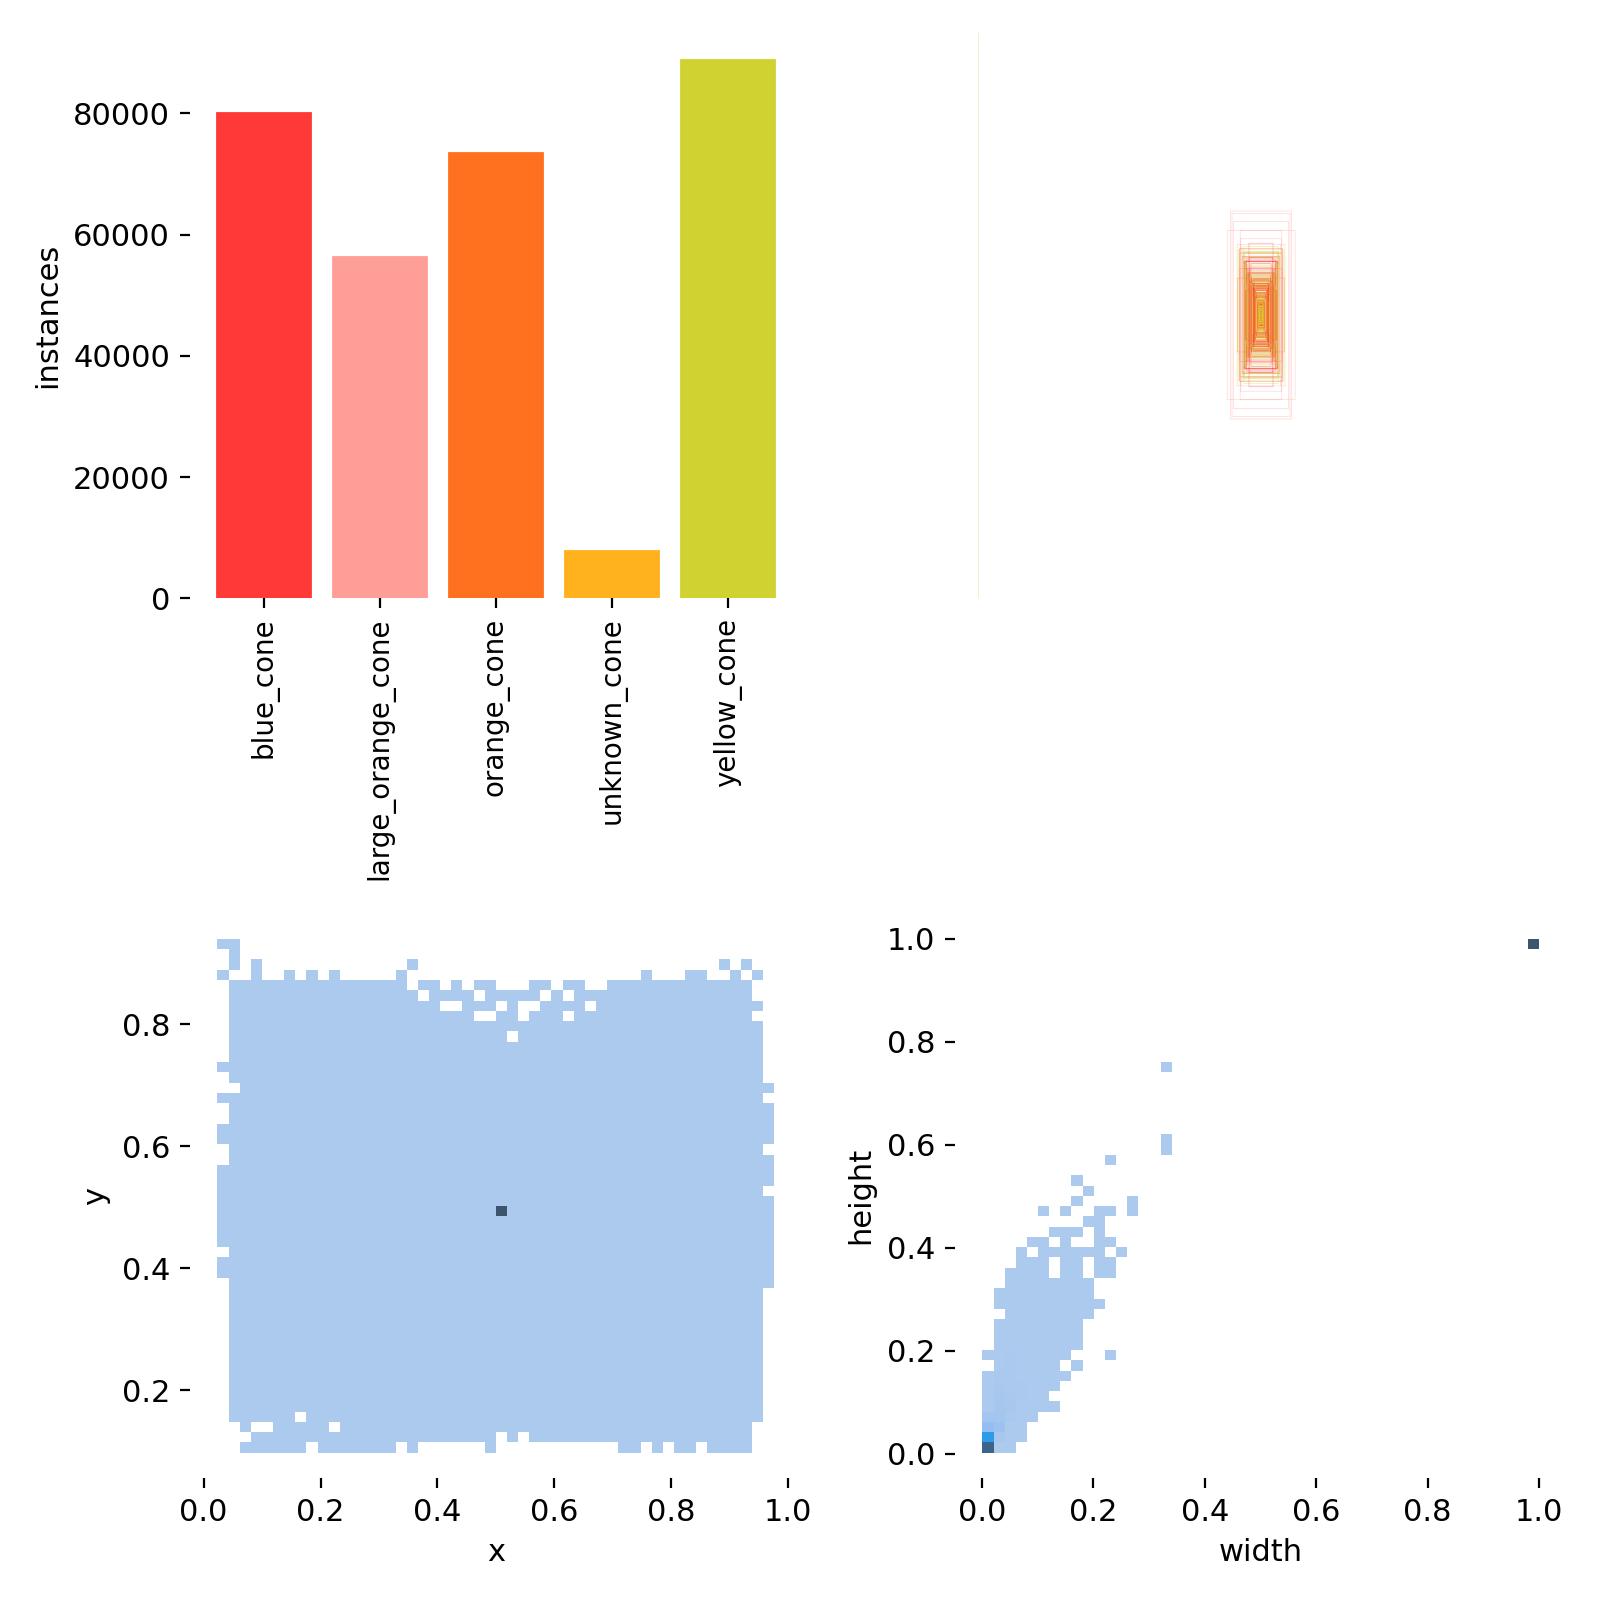 instances
80000
60000
40000
20000
0
blue_cone
large_orange_cone
orange_cone
unknown_cone
yellow_cone
y
0.8
0.6
0.4
0.2
0.0 0.2 0.4 0.6 0.8 1.0
x
height
1.0
0.8
0.6
0.4
0.2
0.0
0.0 0.2 0.4 0.6 0.8 1.0
width